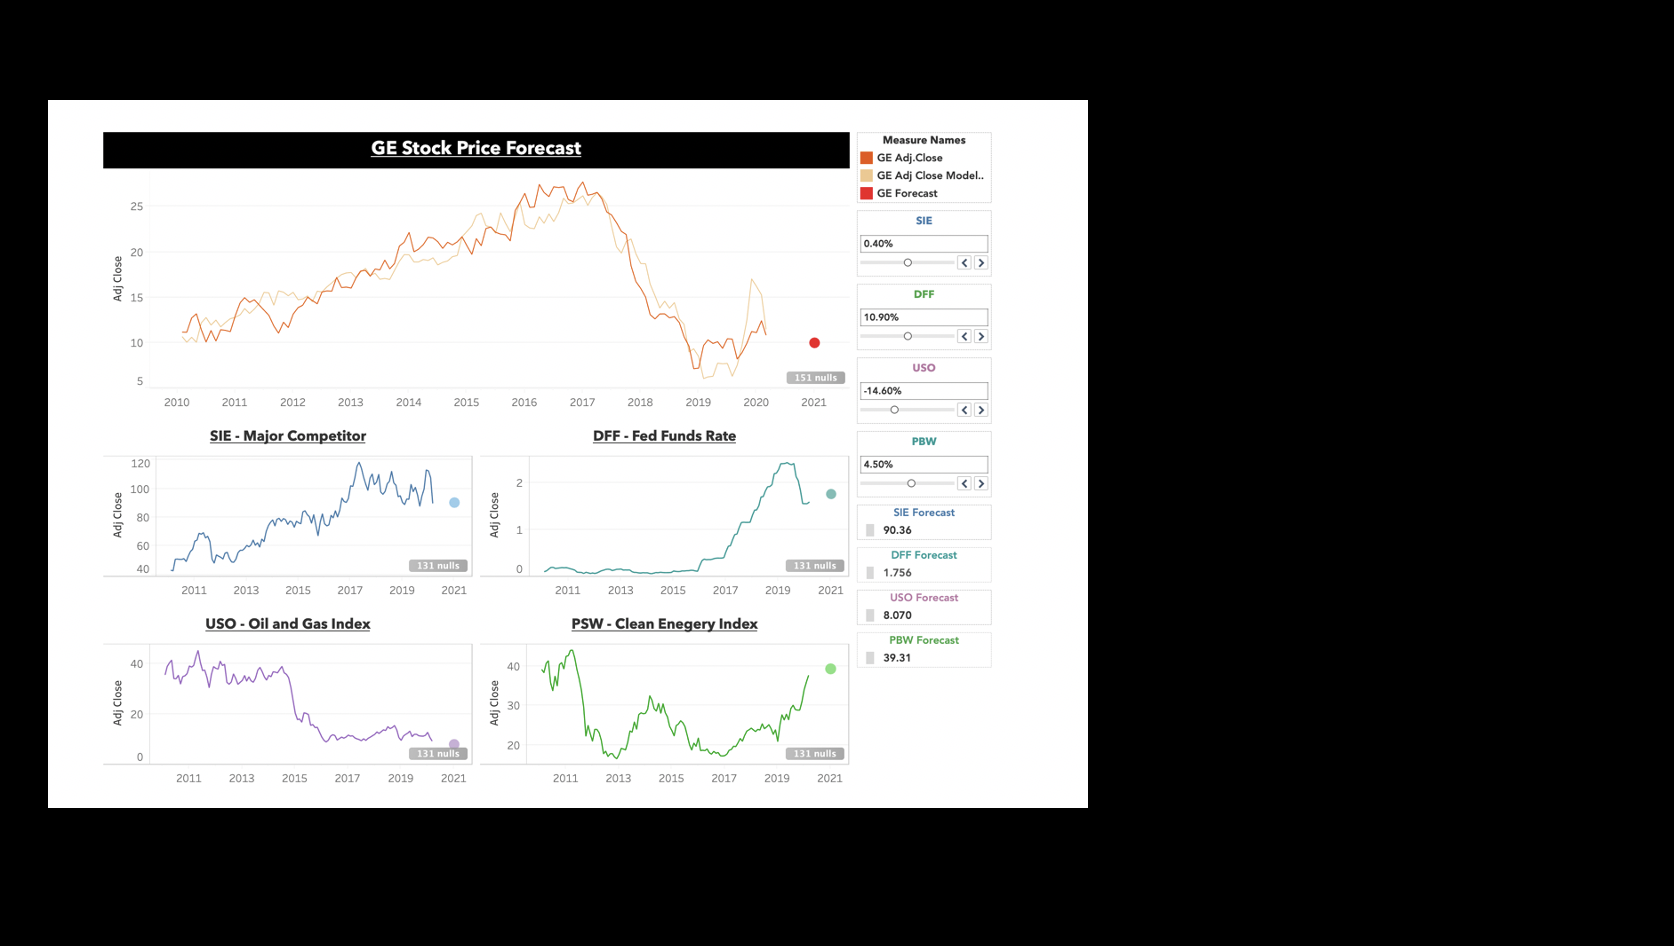 GE Stock Price Forecast
Adj Close
25
20
15
10
5
151 nulls
2010 2011 2012 2013 2014 2015 2016 2017 2018 2019 2020 2021
Measure Names
GE Adj.Close
GE Adj Close Model..
GE Forecast
SIE
0.40%
DFF
10.90%
USO
-14.60%
PBW
4.50%
SIE Forecast
90.36
DFF Forecast
1.756
USO Forecast
8.070
PBW Forecast
39.31
SIE - Major Competitor
Adj Close
120
100
80
60
40
131 nulls
2011 2013 2015 2017 2019 2021
DFF - Fed Funds Rate
Adj Close
2
1
0
131 nulls
2011 2013 2015 2017 2019 2021
USO - Oil and Gas Index
Adj Close
40
20
0
131 nulls
2011 2013 2015 2017 2019 2021
PSW - Clean Enegery Index
Adj Close
40
30
20
131 nulls
2011 2013 2015 2017 2019 2021